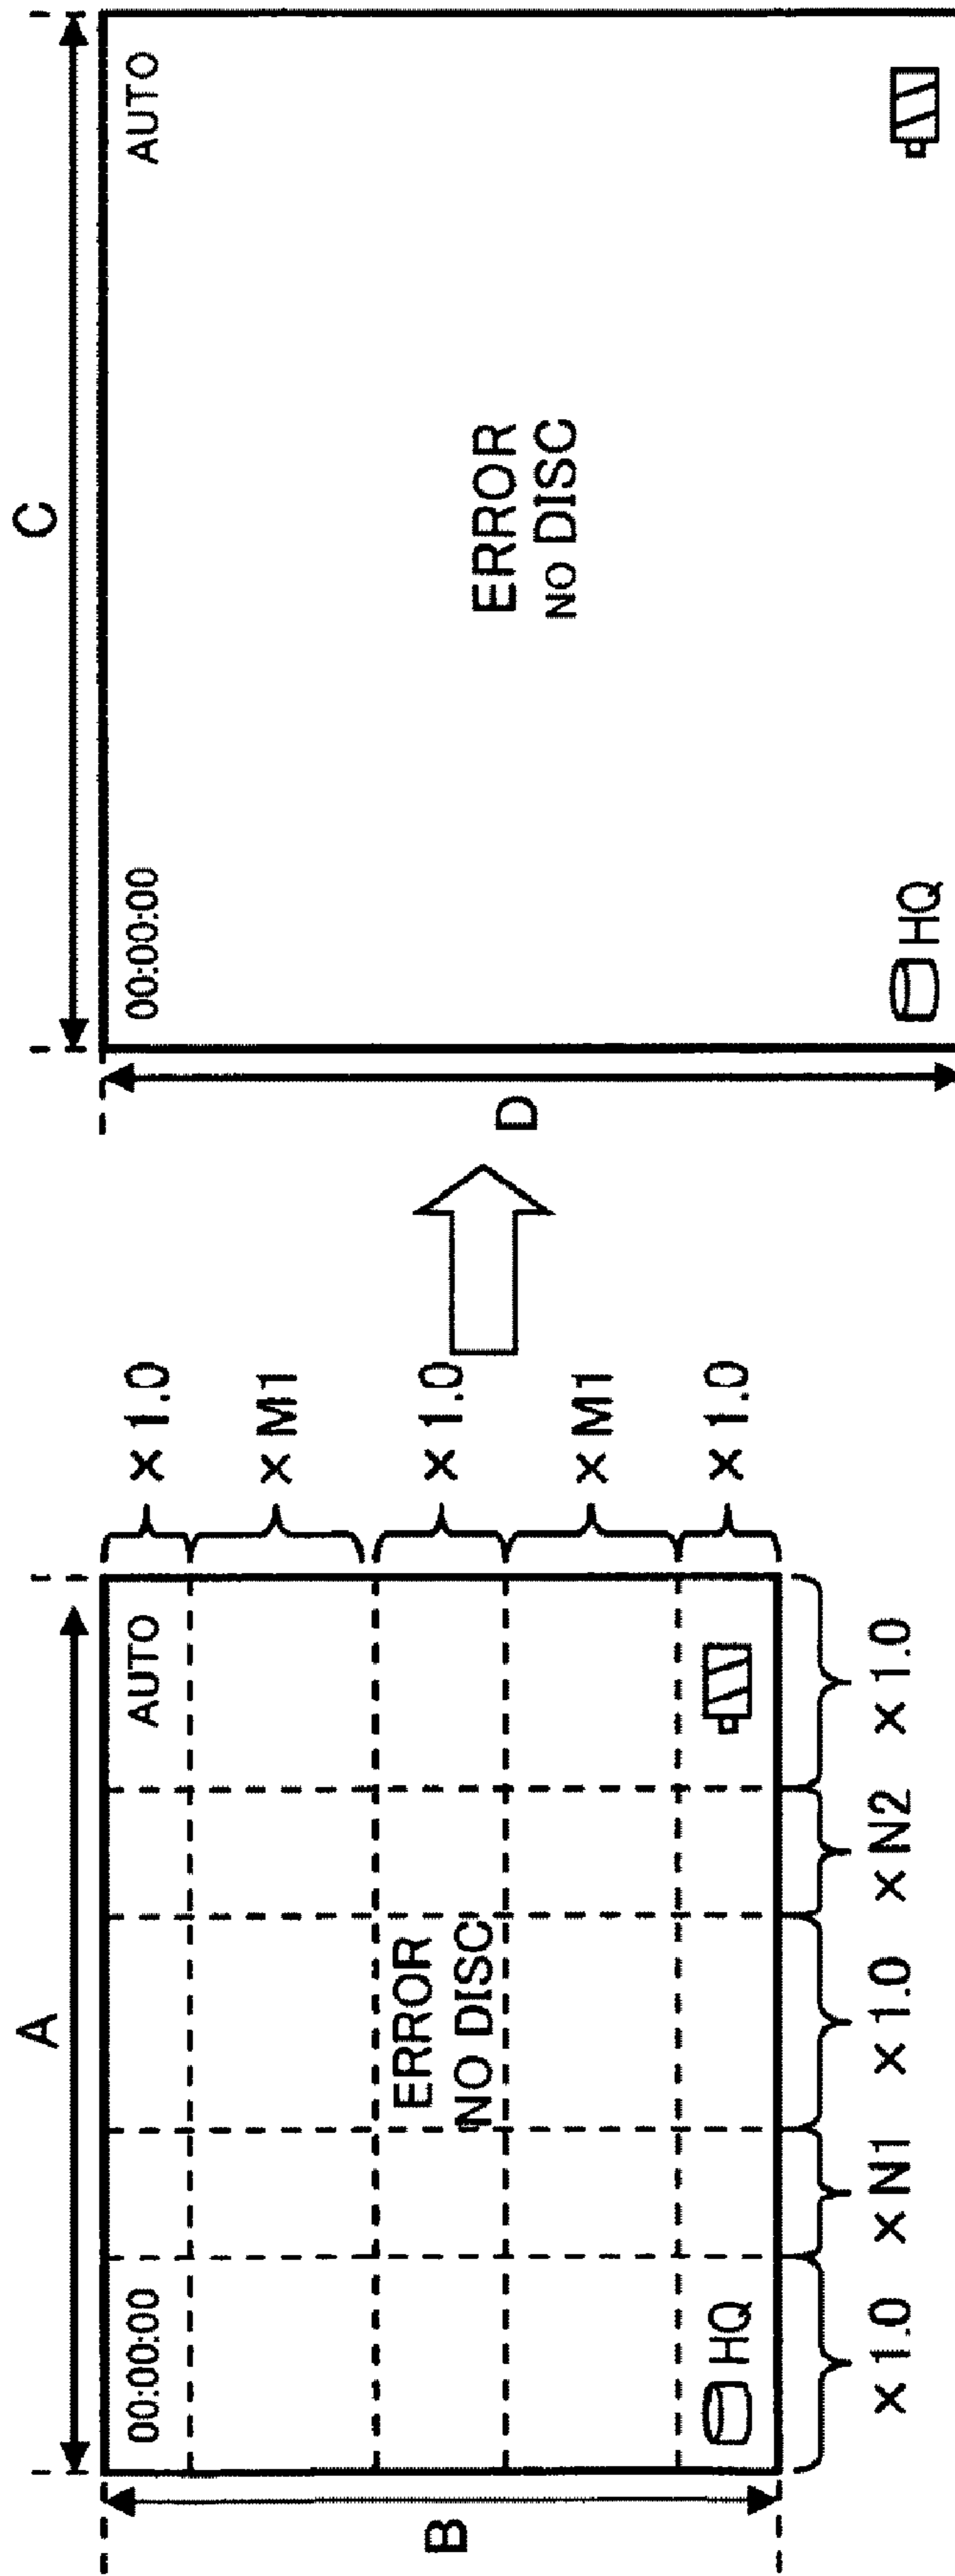 A
B
00:00:00
AUTO
ERROR
NO DISC
HQ
× 1.0
× M1
× 1.0
× M1
× 1.0
× 1.0
× N1
× 1.0
× N2
× 1.0
C
D
00:00:00
AUTO
ERROR
NO DISC
HQ